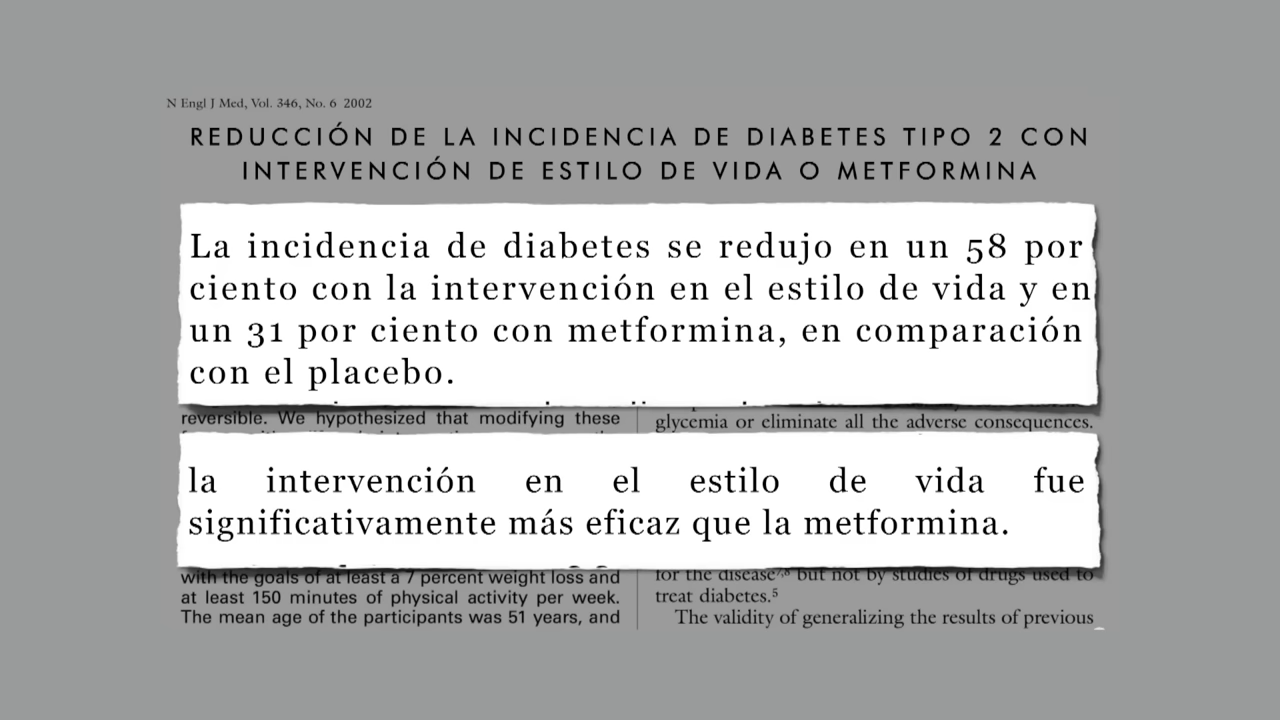 N Engl J Med, Vol. 346, No. 6 2002
REDUCCIÓN DE LA INCIDENCIA DE DIABETES TIPO 2 CON
INTERVENCIÓN DE ESTILO DE VIDA O METFORMINA
La incidencia de diabetes se redujo en un 58 por
ciento con la intervención en el estilo de vida y en
un 31 por ciento con metformina, en comparación
con el placebo.
reversible. We hypothesized that modifying these
glycemia or eliminate all the adverse consequences.
la intervención en el estilo de vida fue
significativamente más eficaz que la metformina.
with the goals of at least a 7 percent weight loss and
at least 150 minutes of physical activity per week.
The mean age of the participants was 51 years, and
for the disease⁷,⁸ but not by studies of drugs used to
treat diabetes.⁵
The validity of generalizing the results of previous